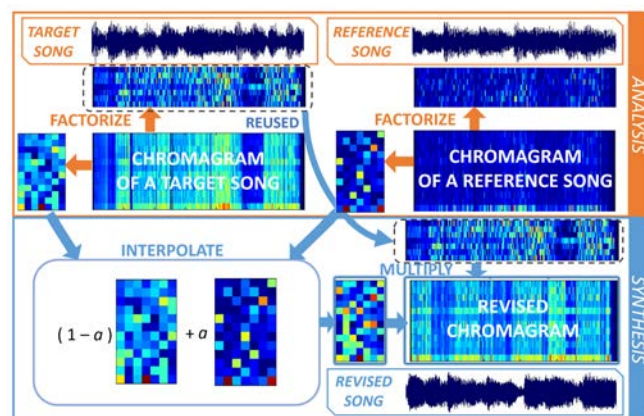 TARGET
SONG
REFERENCE
SONG
ANALYSIS
FACTORIZE
REUSED
FACTORIZE
CHROMAGRAM
OF A TARGET SONG
CHROMAGRAM
OF A REFERENCE SONG
INTERPOLATE
MULTIPLY
SYNTHESIS
(1 − a)
+ a
REVISED
CHROMAGRAM
REVISED
SONG